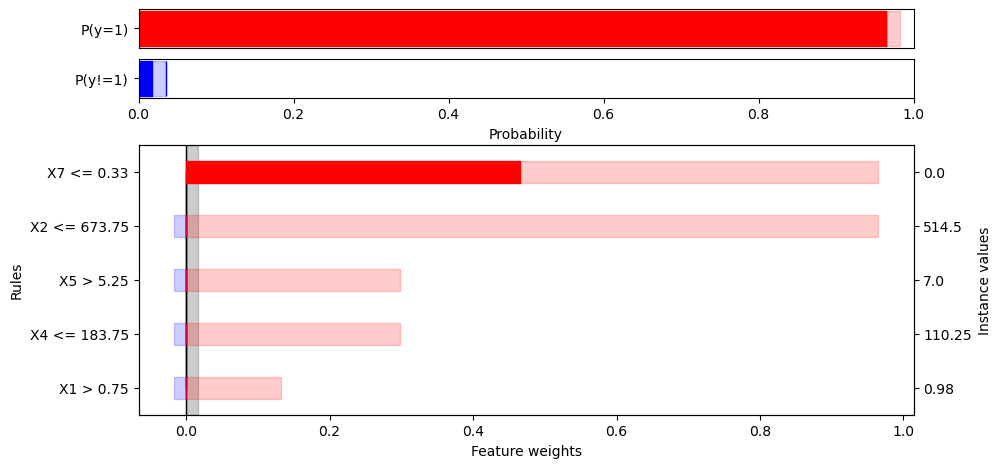 P(y=1)
P(y!=1)
0.0 0.2 0.4 0.6 0.8 1.0
Probability
X7 <= 0.33 0.0
X2 <= 673.75 514.5
X5 > 5.25 7.0
X4 <= 183.75 110.25
X1 > 0.75 0.98
Rules
Instance values
0.0 0.2 0.4 0.6 0.8 1.0
Feature weights